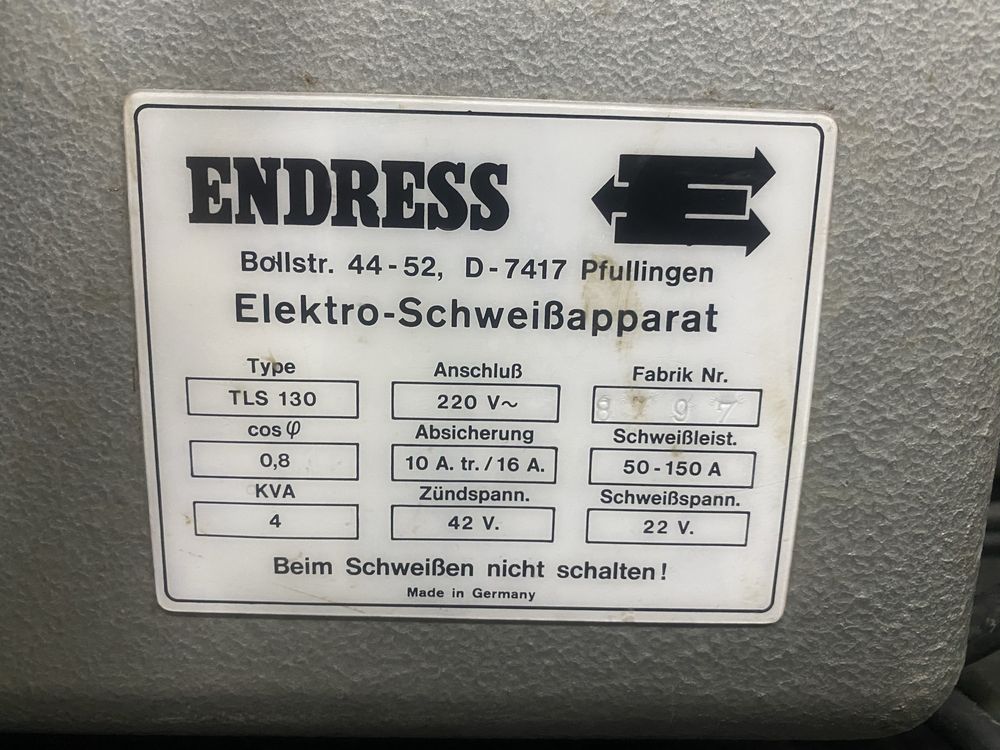 ENDRESS
Bollstr. 44-52, D-7417 Pfullingen
Elektro-Schweißapparat
Type Anschluß Fabrik Nr.
TLS 130 220 V~ 8797
cos φ Absicherung Schweißleist.
0,8 10 A. tr./16 A. 50-150 A
KVA Zündspann. Schweißspann.
4 42 V. 22 V.
Beim Schweißen nicht schalten!
Made in Germany